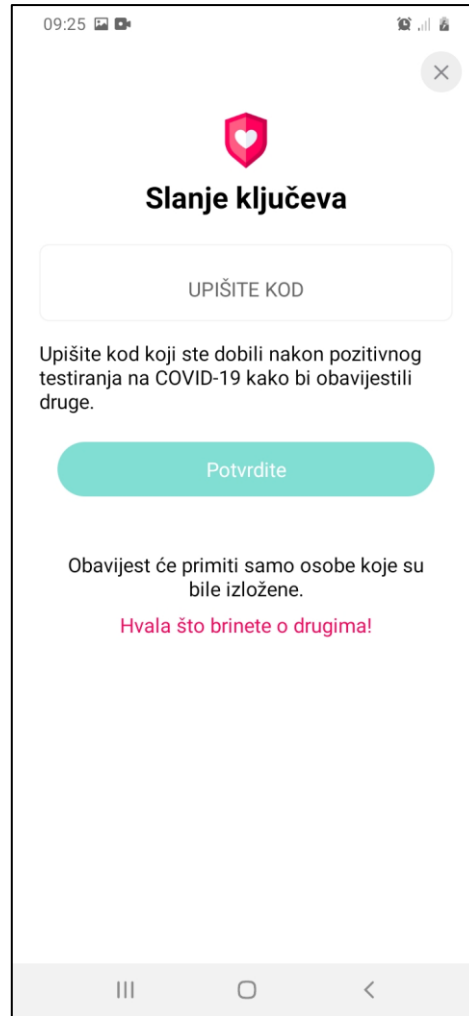 09:25
Slanje ključeva
UPIŠITE KOD
Upišite kod koji ste dobili nakon pozitivnog
testiranja na COVID-19 kako bi obavijestili
druge.
Potvrdite
Obavijest će primiti samo osobe koje su
bile izložene.
Hvala što brinete o drugima!